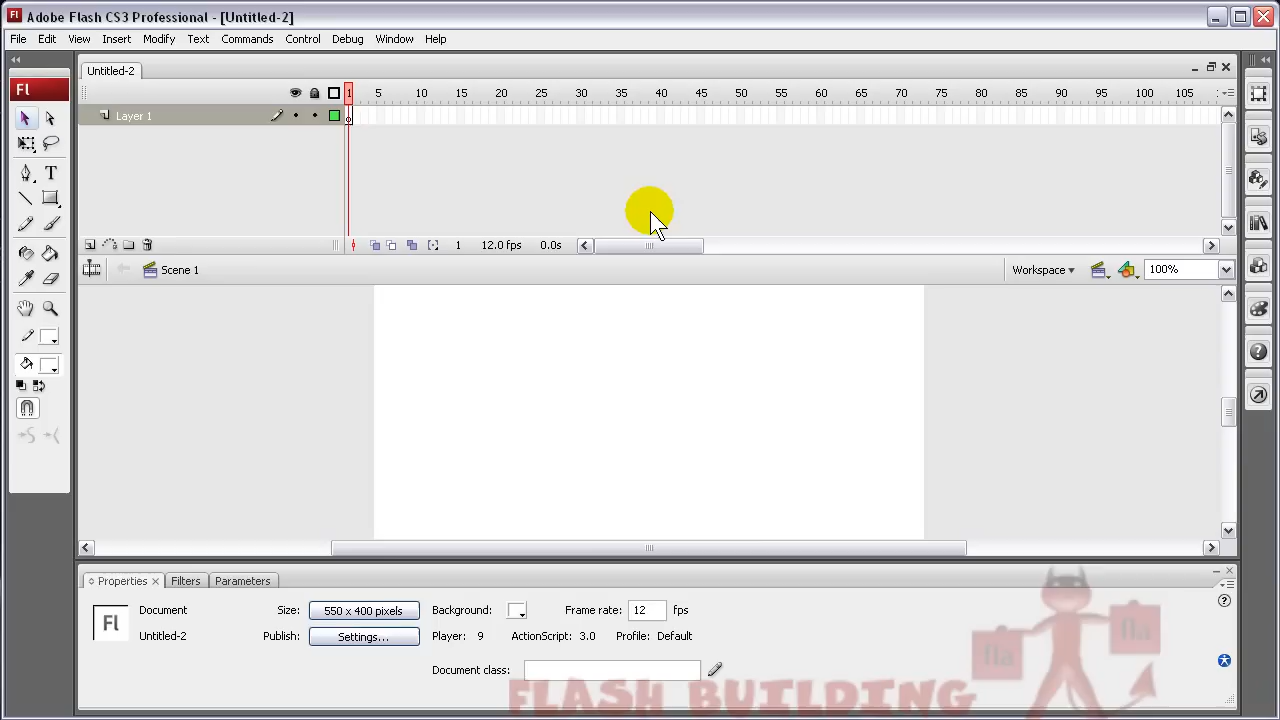 Adobe Flash CS3 Professional - [Untitled-2]
File Edit View Insert Modify Text Commands Control Debug Window Help
Untitled-2
Fl
1 5 10 15 20 25 30 35 40 45 50 55 60 65 70 75 80 85 90 95 100 105
Layer 1
T
1 12.0 fps 0.0s
Scene 1
Workspace
100%
Properties Filters Parameters
Fl
Document
Size: 550 x 400 pixels
Background:
Frame rate: 12 fps
Untitled-2
Publish: Settings...
Player: 9 ActionScript: 3.0 Profile: Default
Document class:
fla
fla
FLASH BUILDING